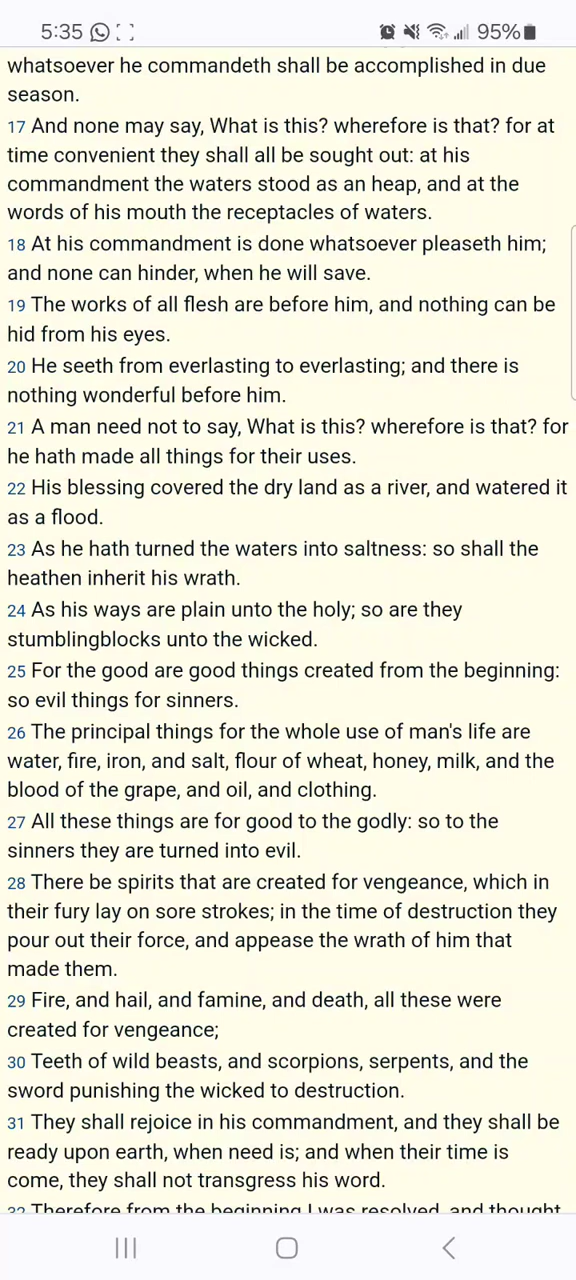 5:35 95%
whatsoever he commandeth shall be accomplished in due
season.
17 And none may say, What is this? wherefore is that? for at
time convenient they shall all be sought out: at his
commandment the waters stood as an heap, and at the
words of his mouth the receptacles of waters.
18 At his commandment is done whatsoever pleaseth him;
and none can hinder, when he will save.
19 The works of all flesh are before him, and nothing can be
hid from his eyes.
20 He seeth from everlasting to everlasting; and there is
nothing wonderful before him.
21 A man need not to say, What is this? wherefore is that? for
he hath made all things for their uses.
22 His blessing covered the dry land as a river, and watered it
as a flood.
23 As he hath turned the waters into saltness: so shall the
heathen inherit his wrath.
24 As his ways are plain unto the holy; so are they
stumblingblocks unto the wicked.
25 For the good are good things created from the beginning:
so evil things for sinners.
26 The principal things for the whole use of man's life are
water, fire, iron, and salt, flour of wheat, honey, milk, and the
blood of the grape, and oil, and clothing.
27 All these things are for good to the godly: so to the
sinners they are turned into evil.
28 There be spirits that are created for vengeance, which in
their fury lay on sore strokes; in the time of destruction they
pour out their force, and appease the wrath of him that
made them.
29 Fire, and hail, and famine, and death, all these were
created for vengeance;
30 Teeth of wild beasts, and scorpions, serpents, and the
sword punishing the wicked to destruction.
31 They shall rejoice in his commandment, and they shall be
ready upon earth, when need is; and when their time is
come, they shall not transgress his word.
32 Therefore from the beginning I was resolved, and thought